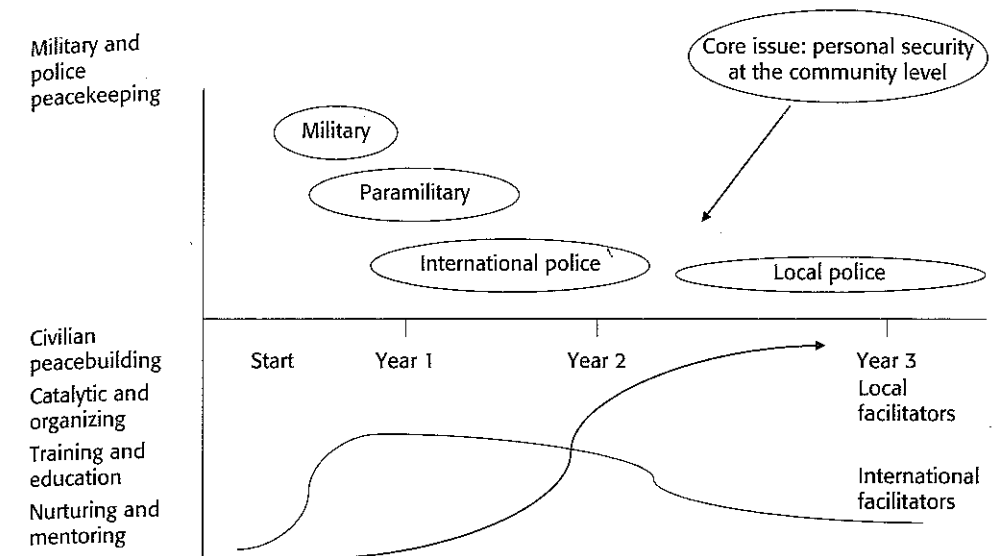 Military and
police
peacekeeping
Core issue: personal security
at the community level
Military
Paramilitary
International police
Local police
Civilian
peacebuilding
Start
Year 1
Year 2
Year 3
Catalytic and
organizing
Training and
education
Nurturing and
mentoring
Local
facilitators
International
facilitators